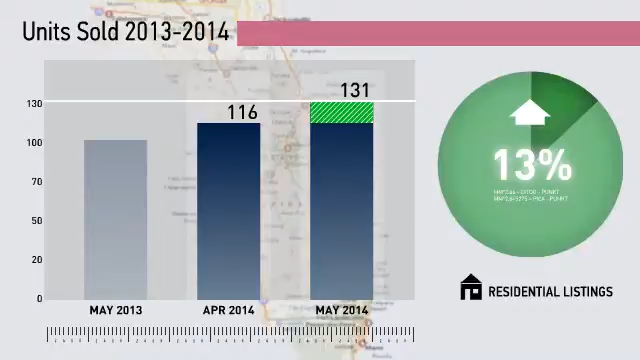 Units Sold 2013-2014
131
130
116
100
70
13%
50
20
0
RESIDENTIAL LISTINGS
MAY 2013
APR 2014
MAY 2014